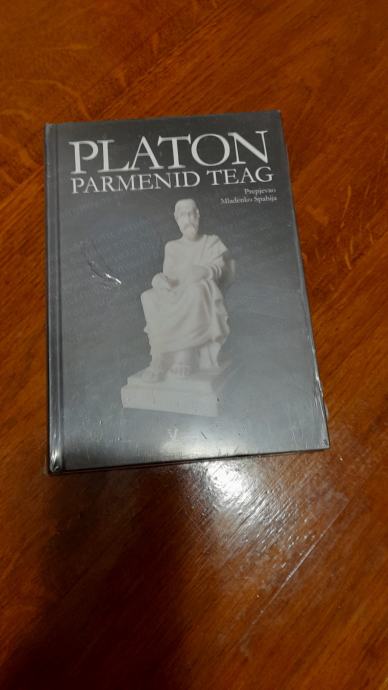 PLATON
PARMENID TEAG
Prepjevao
Mladenko Spahija